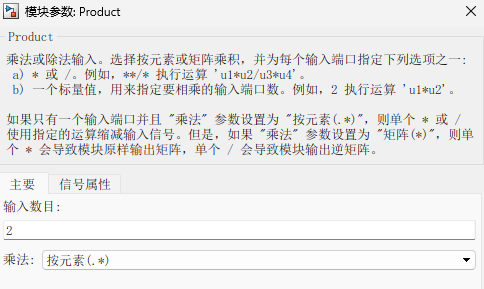 模块参数: Product
Product
乘法或除法输入。选择按元素或矩阵乘积，并为每个输入端口指定下列选项之一:
a) * 或 /。例如，**/* 执行运算 'u1*u2/u3*u4'。
b) 一个标量值，用来指定要相乘的输入端口数。例如，2 执行运算 'u1*u2'。
如果只有一个输入端口并且 "乘法" 参数设置为 "按元素(.*)"，则单个 * 或 /
使用指定的运算缩减输入信号。但是，如果 "乘法" 参数设置为 "矩阵(*)"，则单
个 * 会导致模块原样输出矩阵，单个 / 会导致模块输出逆矩阵。
主要 信号属性
输入数目:
2
乘法: 按元素(.*)